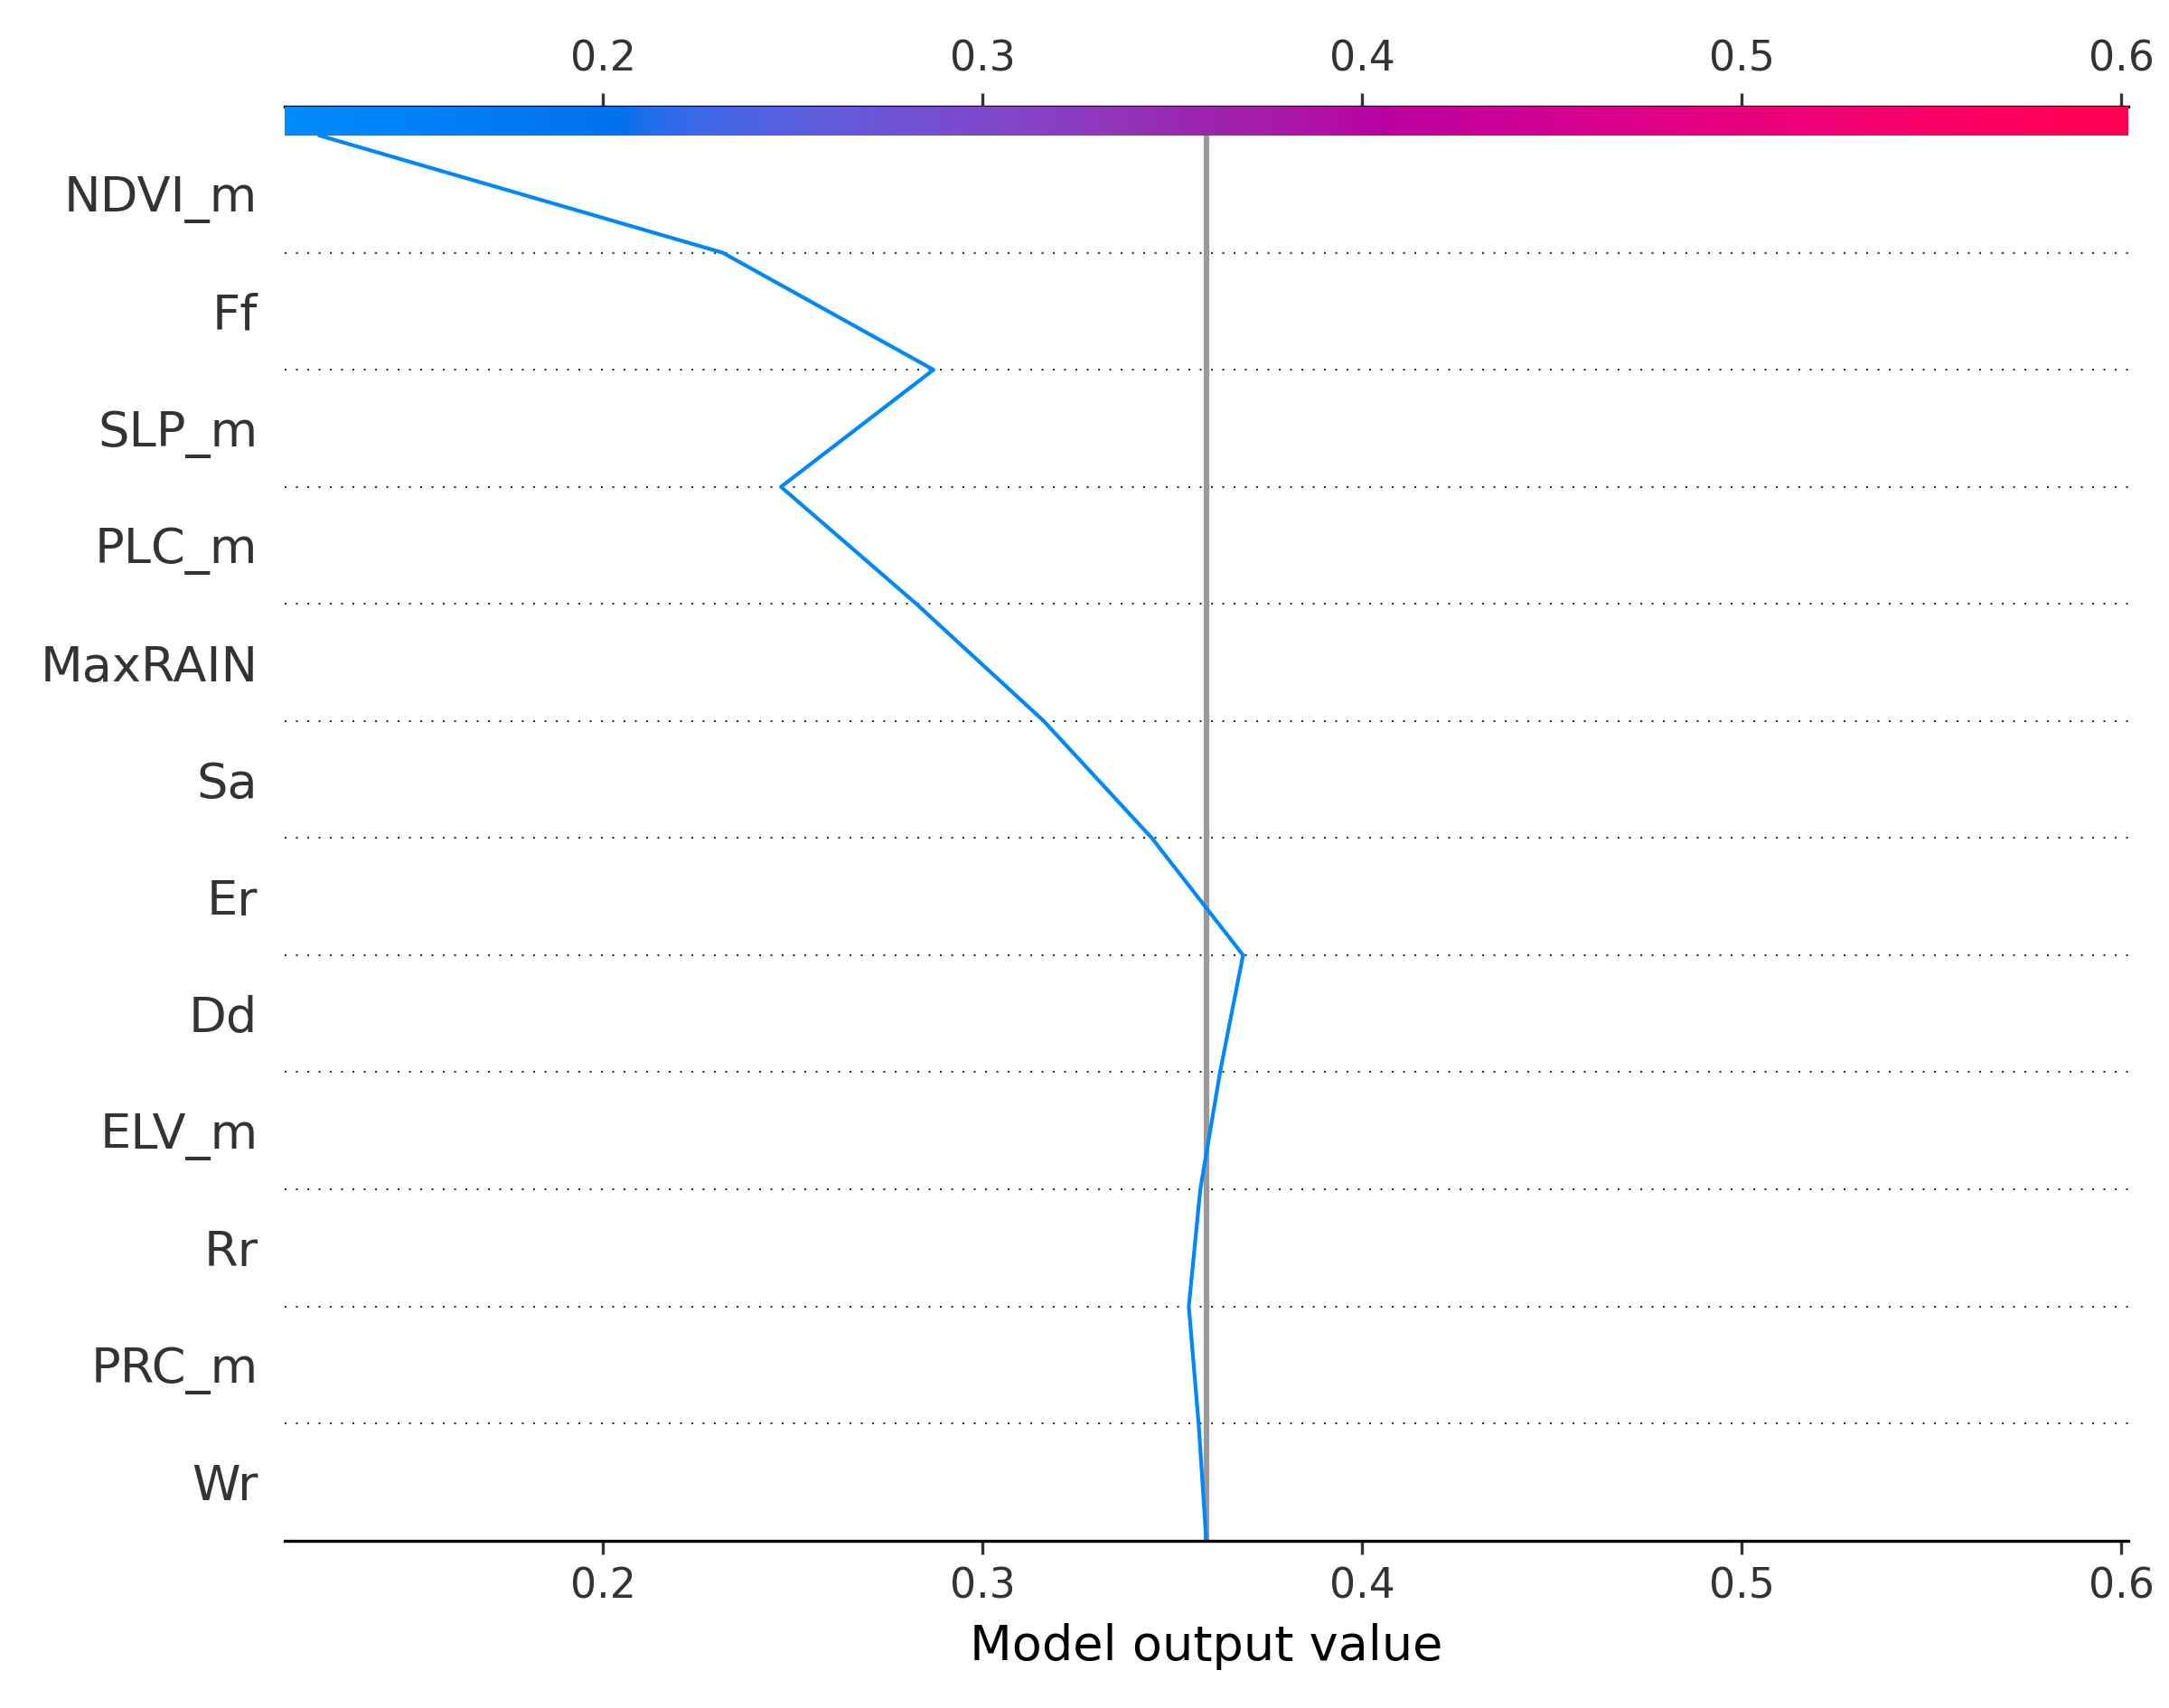 0.2 0.3 0.4 0.5 0.6
NDVI_m
Ff
SLP_m
PLC_m
MaxRAIN
Sa
Er
Dd
ELV_m
Rr
PRC_m
Wr
0.2 0.3 0.4 0.5 0.6
Model output value